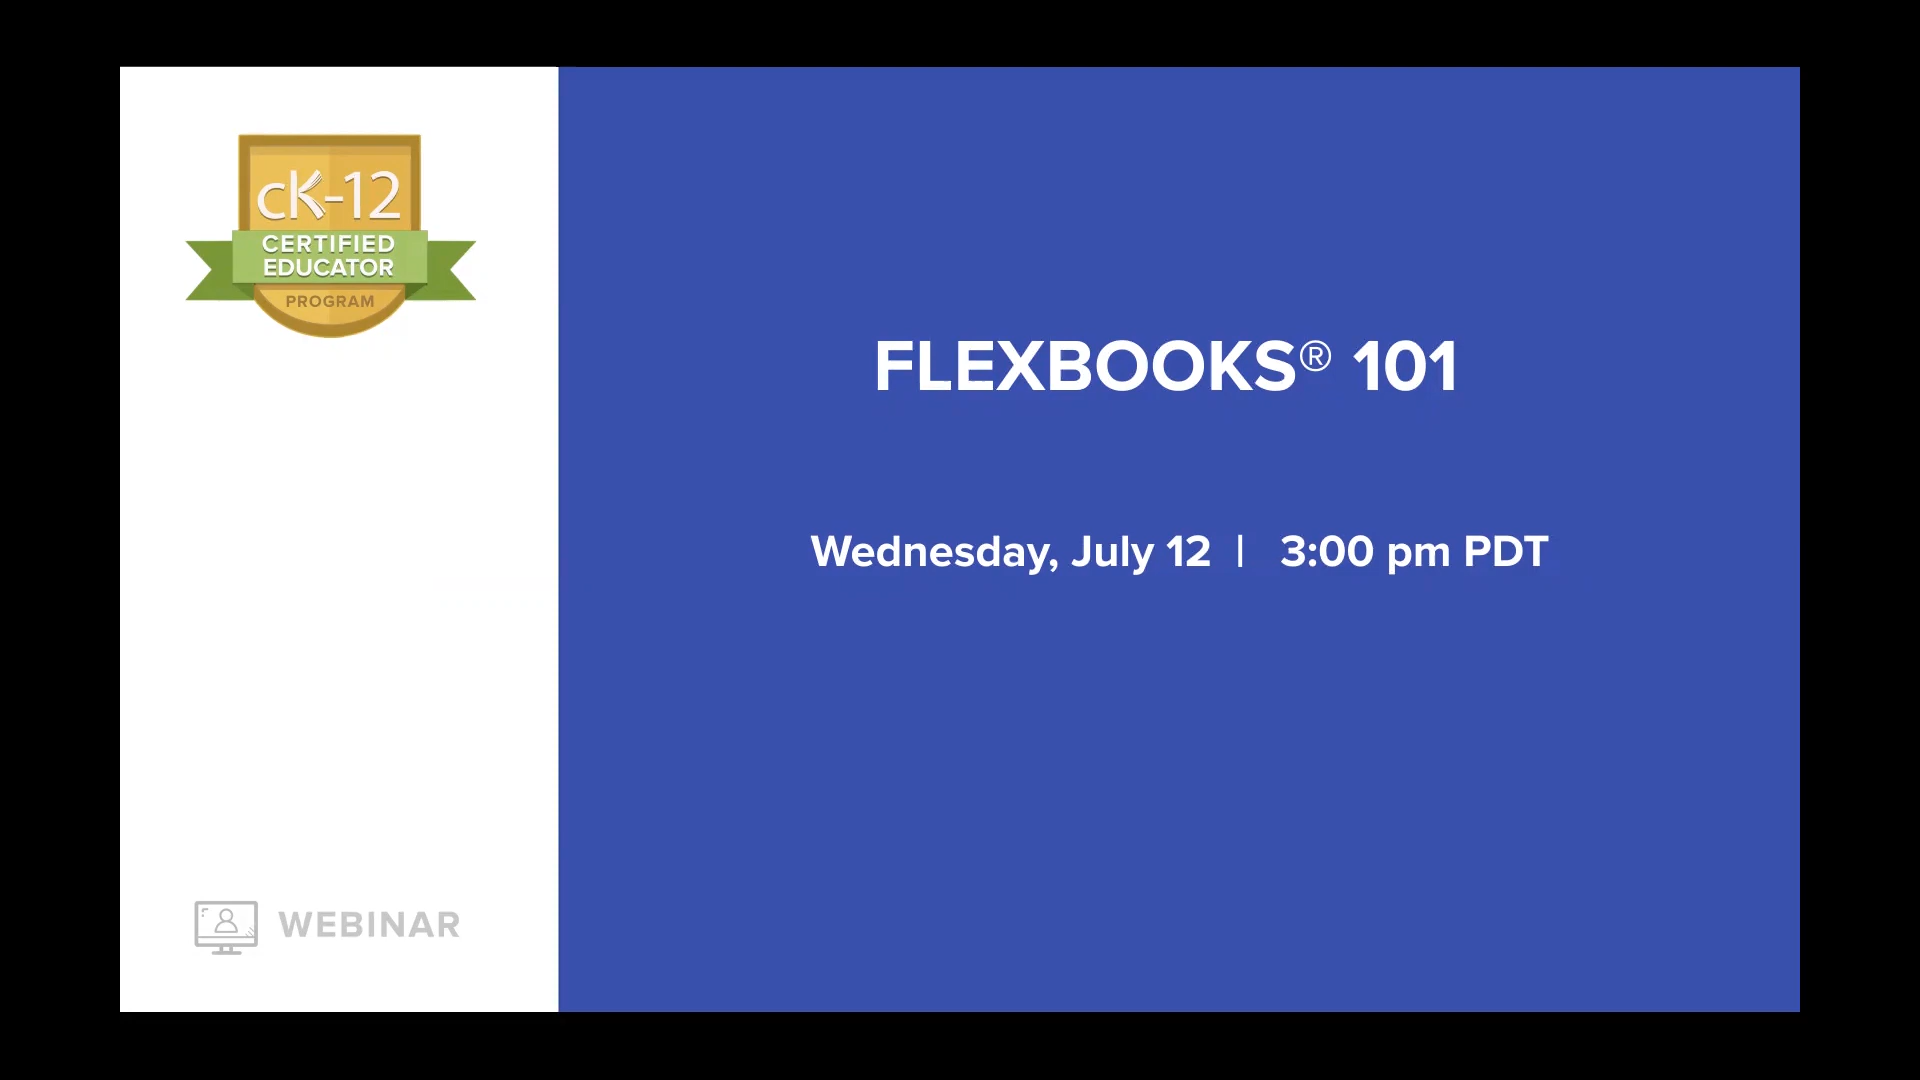 cK-12
CERTIFIED
EDUCATOR
PROGRAM
FLEXBOOKS® 101
Wednesday, July 12 | 3:00 pm PDT
WEBINAR